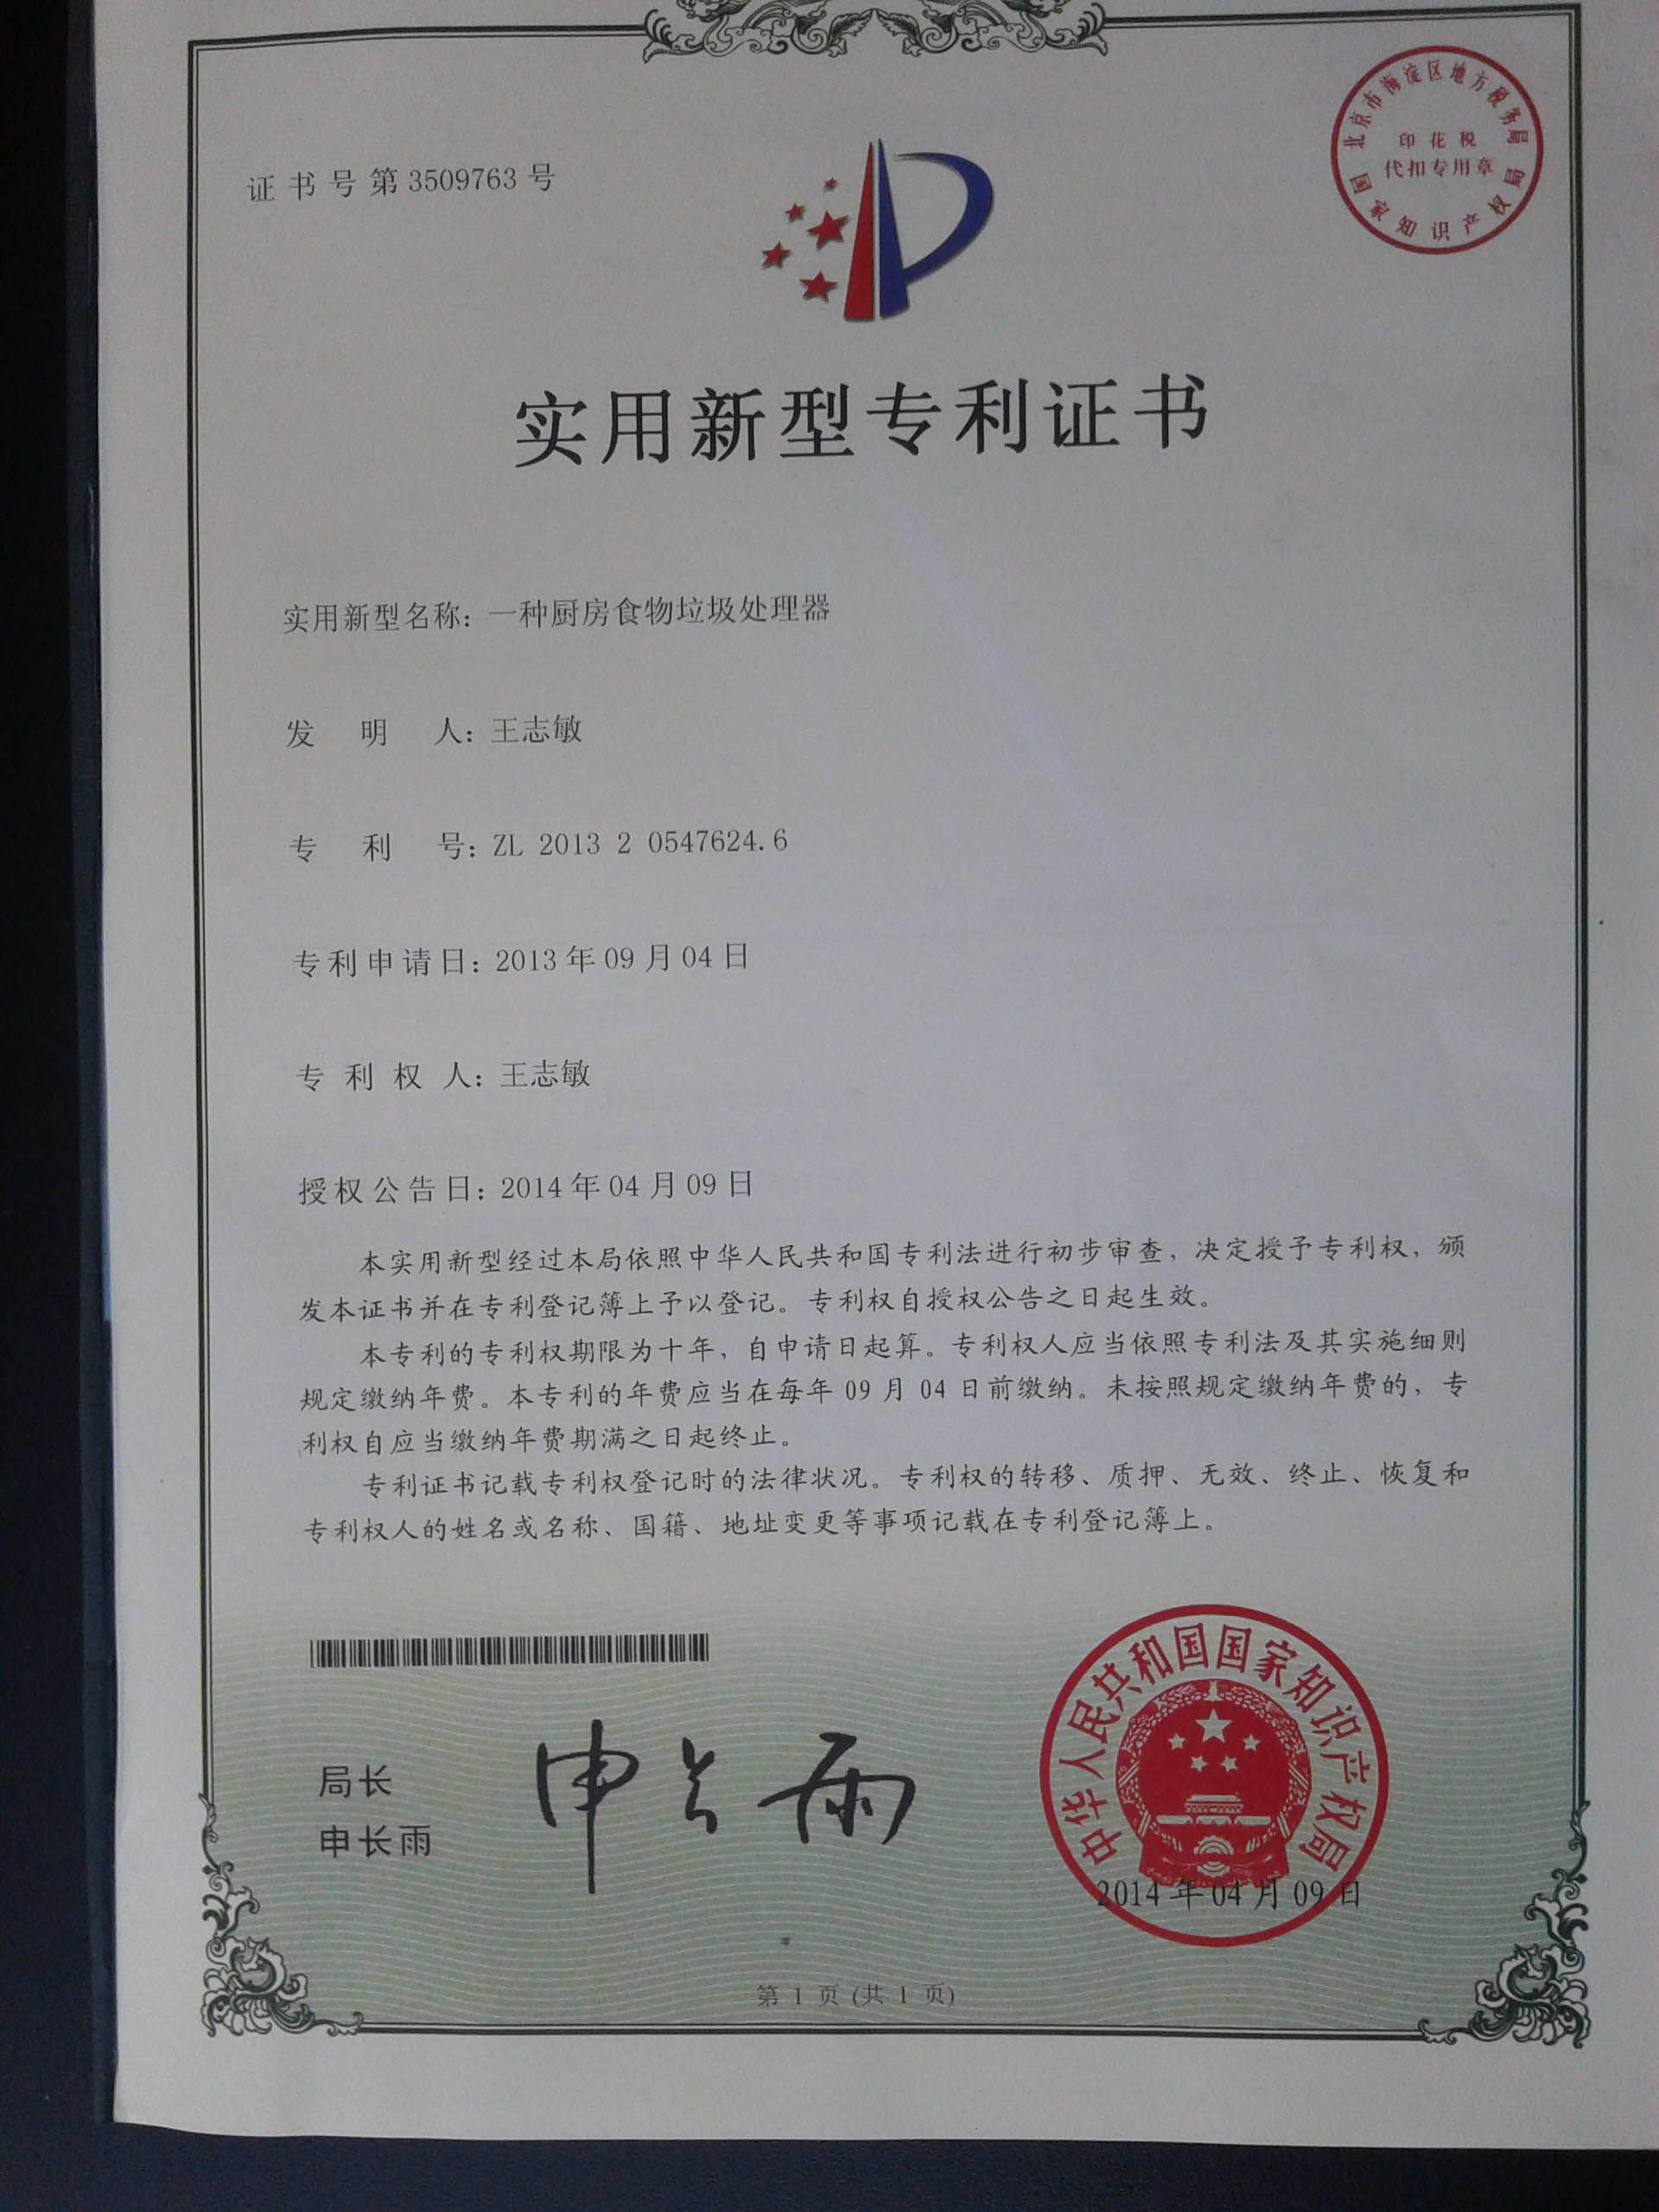 证书号第3509763号
北京市海淀区地方税务局
印花税
代扣专用章
国家知识产权局
实用新型专利证书
实用新型名称：一种厨房食物垃圾处理器
发明人：王志敏
专利号：ZL 2013 2 0547624.6
专利申请日：2013年09月04日
专利权人：王志敏
授权公告日：2014年04月09日
本实用新型经过本局依照中华人民共和国专利法进行初步审查，决定授予专利权，颁
发本证书并在专利登记簿上予以登记。专利权自授权公告之日起生效。
本专利的专利权期限为十年，自申请日起算。专利权人应当依照专利法及其实施细则
规定缴纳年费。本专利的年费应当在每年 09 月 04 日前缴纳。未按照规定缴纳年费的，专
利权自应当缴纳年费期满之日起终止。
专利证书记载专利权登记时的法律状况。专利权的转移、质押、无效、终止、恢复和
专利权人的姓名或名称、国籍、地址变更等事项记载在专利登记簿上。
局长
申长雨
申长雨
中华人民共和国国家知识产权局
2014年04月09日
第 1 页 (共 1 页)